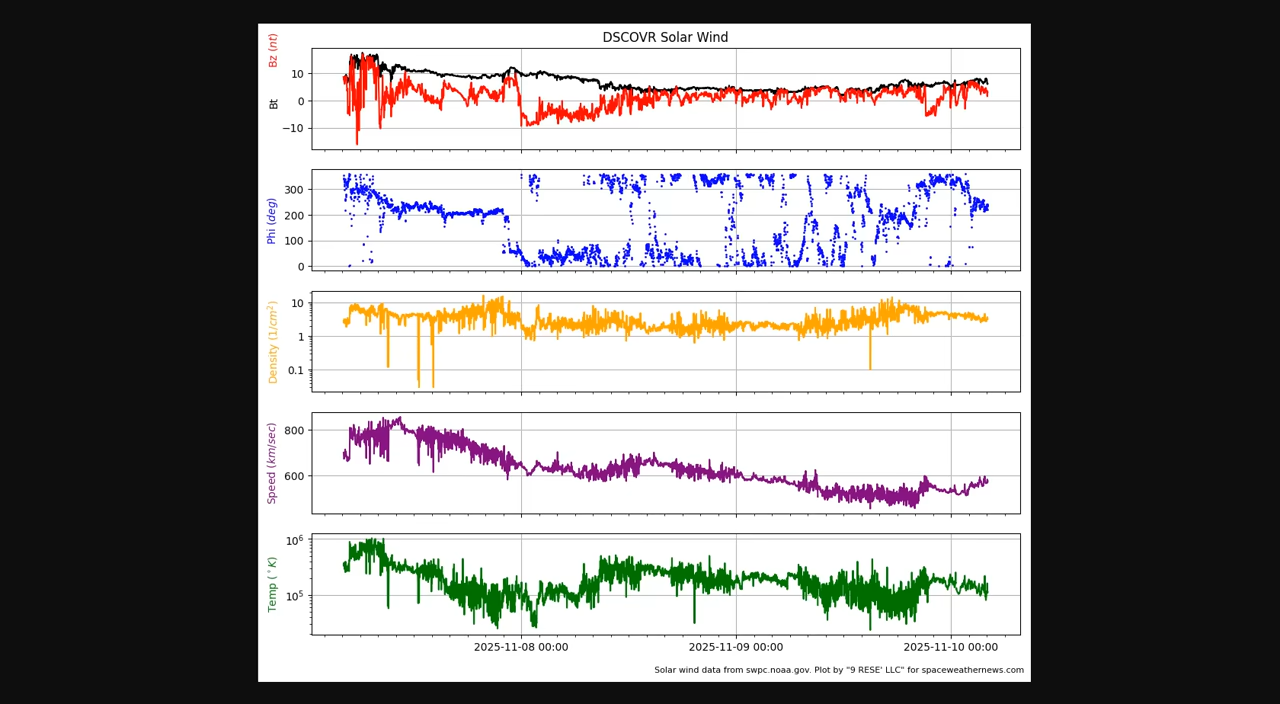 DSCOVR Solar Wind
Bz (nt)
Bt
10
0
−10
Phi (deg)
300
200
100
0
Density (1/cm²)
10
1
0.1
Speed (km/sec)
800
600
Temp (°K)
10⁶
10⁵
2025-11-08 00:00
2025-11-09 00:00
2025-11-10 00:00
Solar wind data from swpc.noaa.gov. Plot by "9 RESE' LLC" for spaceweathernews.com